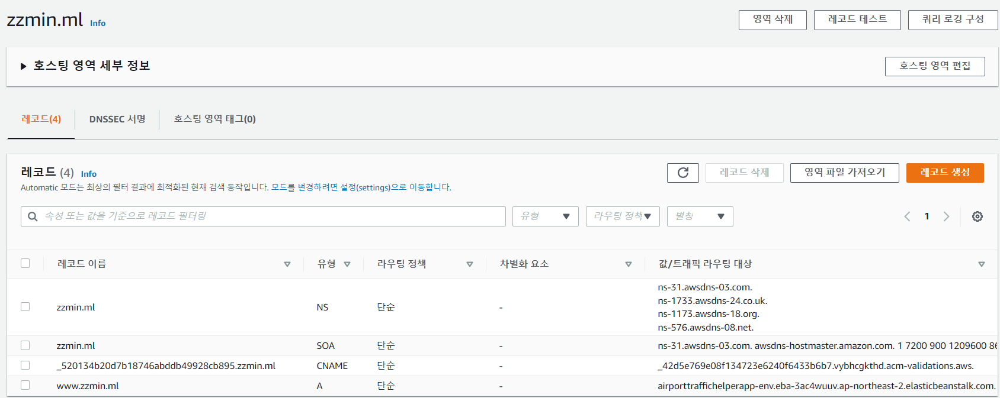 zzmin.ml Info
영역 삭제 레코드 테스트 쿼리 로깅 구성
호스팅 영역 세부 정보
호스팅 영역 편집
레코드(4) DNSSEC 서명 호스팅 영역 태그(0)
레코드 (4) Info
레코드 삭제 영역 파일 가져오기 레코드 생성
Automatic 모드는 최상의 필터 결과에 최적화된 현재 검색 동작입니다. 모드를 변경하려면 설정(settings)으로 이동합니다.
속성 또는 값을 기준으로 레코드 필터링 유형 라우팅 정책 별칭 1
레코드 이름 유형 라우팅 정책 차별화 요소 값/트래픽 라우팅 대상
ns-31.awsdns-03.com.
ns-1733.awsdns-24.co.uk.
zzmin.ml NS 단순 -
ns-1173.awsdns-18.org.
ns-576.awsdns-08.net.
zzmin.ml SOA 단순 - ns-31.awsdns-03.com. awsdns-hostmaster.amazon.com. 1 7200 900 1209600
_520134b20d7b18746abddb49928cb895.zzmin.ml CNAME 단순 - _42d5e769e08f134723e6240f6433b6b7.vybhcgkthd.acm-validations.aws.
www.zzmin.ml A 단순 - airporttraffichelperapp-env.eba-3ac4wuuv.ap-northeast-2.elasticbeanstalk.com.